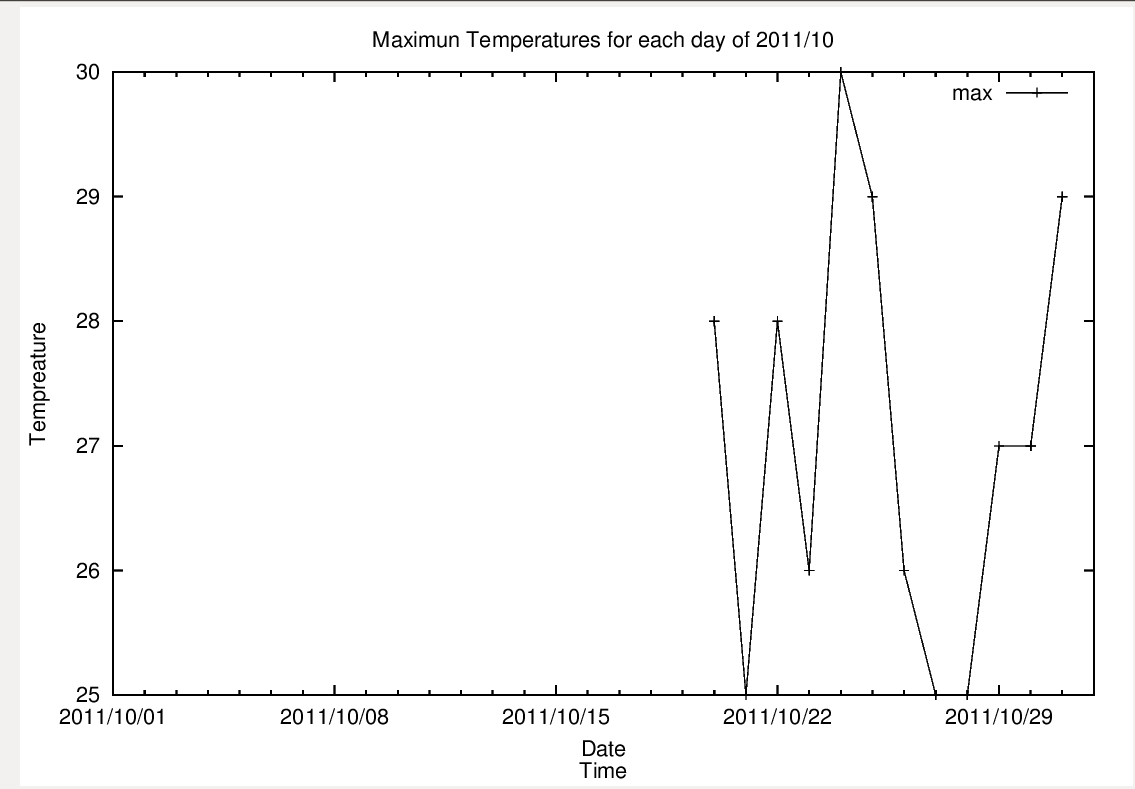 Maximun Temperatures for each day of 2011/10
max
30
29
28
27
26
25
Tempreature
2011/10/01 2011/10/08 2011/10/15 2011/10/22 2011/10/29
Date
Time